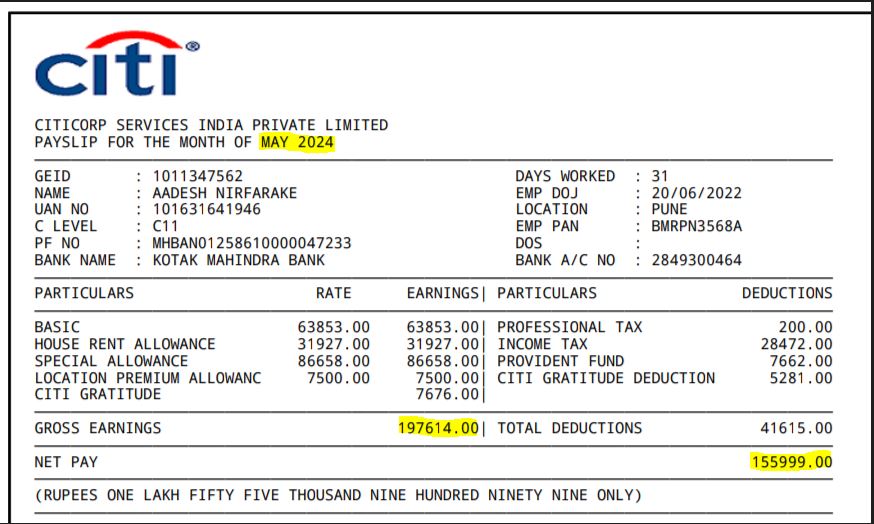 citi®
CITICORP SERVICES INDIA PRIVATE LIMITED
PAYSLIP FOR THE MONTH OF MAY 2024
GEID : 1011347562 DAYS WORKED : 31
NAME : AADESH NIRFARAKE EMP DOJ : 20/06/2022
UAN NO : 101631641946 LOCATION : PUNE
C LEVEL : C11 EMP PAN : BMRPN3568A
PF NO : MHBAN01258610000047233 DOS :
BANK NAME : KOTAK MAHINDRA BANK BANK A/C NO : 2849300464
PARTICULARS RATE EARNINGS| PARTICULARS DEDUCTIONS
BASIC 63853.00 63853.00| PROFESSIONAL TAX 200.00
HOUSE RENT ALLOWANCE 31927.00 31927.00| INCOME TAX 28472.00
SPECIAL ALLOWANCE 86658.00 86658.00| PROVIDENT FUND 7662.00
LOCATION PREMIUM ALLOWANC 7500.00 7500.00| CITI GRATITUDE DEDUCTION 5281.00
CITI GRATITUDE 7676.00|
GROSS EARNINGS 197614.00| TOTAL DEDUCTIONS 41615.00
NET PAY 155999.00
(RUPEES ONE LAKH FIFTY FIVE THOUSAND NINE HUNDRED NINETY NINE ONLY)